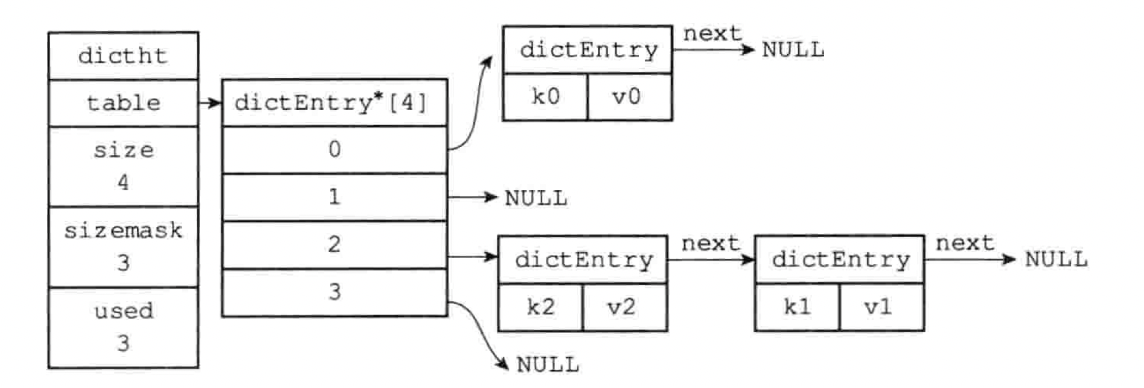 dictht
table
size
4
sizemask
3
used
3
dictEntry*[4]
0
1
2
3
dictEntry
k0 v0
next
NULL
NULL
dictEntry
k2 v2
next
dictEntry
k1 v1
next
NULL
NULL